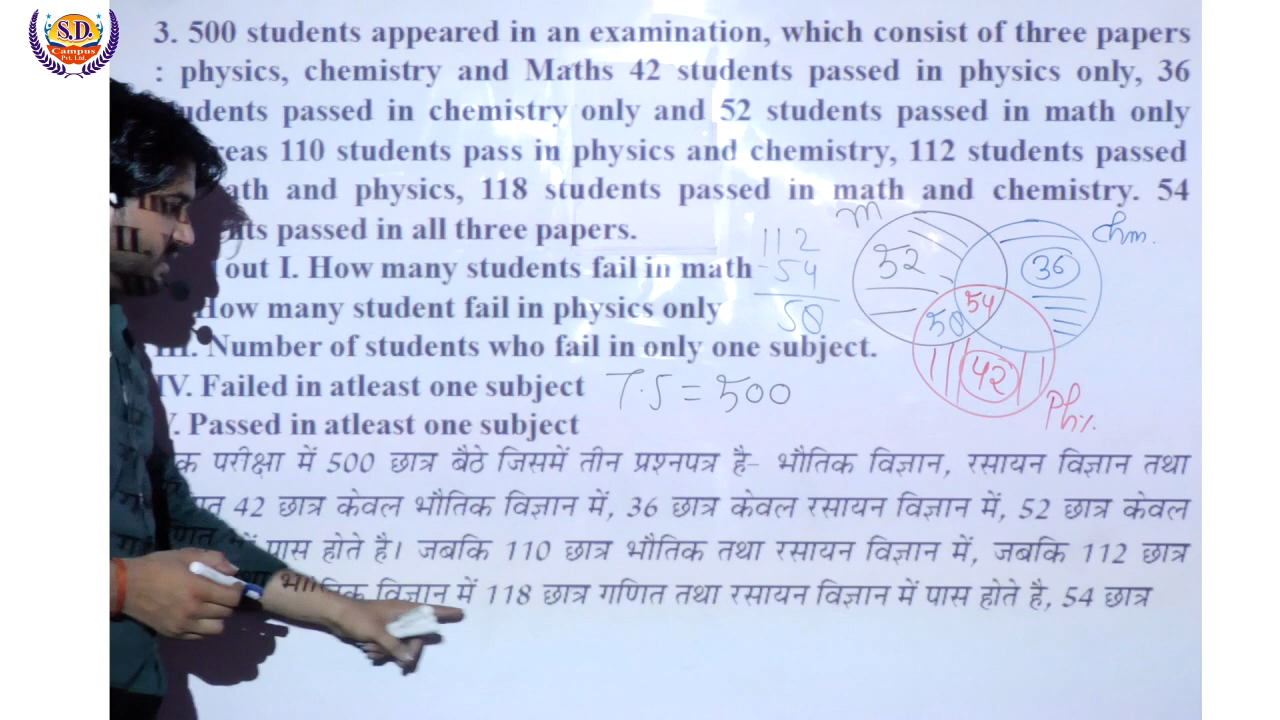 S.D.
Campus
Pvt. Ltd.
3. 500 students appeared in an examination, which consist of three papers
: physics, chemistry and Maths 42 students passed in physics only, 36
students passed in chemistry only and 52 students passed in math only
110 students pass in physics and chemistry, 112 students passed
and physics, 118 students passed in math and chemistry. 54
passed in all three papers.
out I. How many students fail in math
How many student fail in physics only
III. Number of students who fail in only one subject.
IV. Failed in atleast one subject
V. Passed in atleast one subject
112
-54
58
T.S = 500
M
52
Chm.
36
54
58
42
Phy.
परीक्षा में 500 छात्र बैठे जिसमें तीन प्रश्नपत्र है- भौतिक विज्ञान, रसायन विज्ञान तथा
42 छात्र केवल भौतिक विज्ञान में, 36 छात्र केवल रसायन विज्ञान में, 52 छात्र केवल
गणित में पास होते है। जबकि 110 छात्र भौतिक तथा रसायन विज्ञान में, जबकि 112 छात्र
भौतिक विज्ञान में 118 छात्र गणित तथा रसायन विज्ञान में पास होते है, 54 छात्र